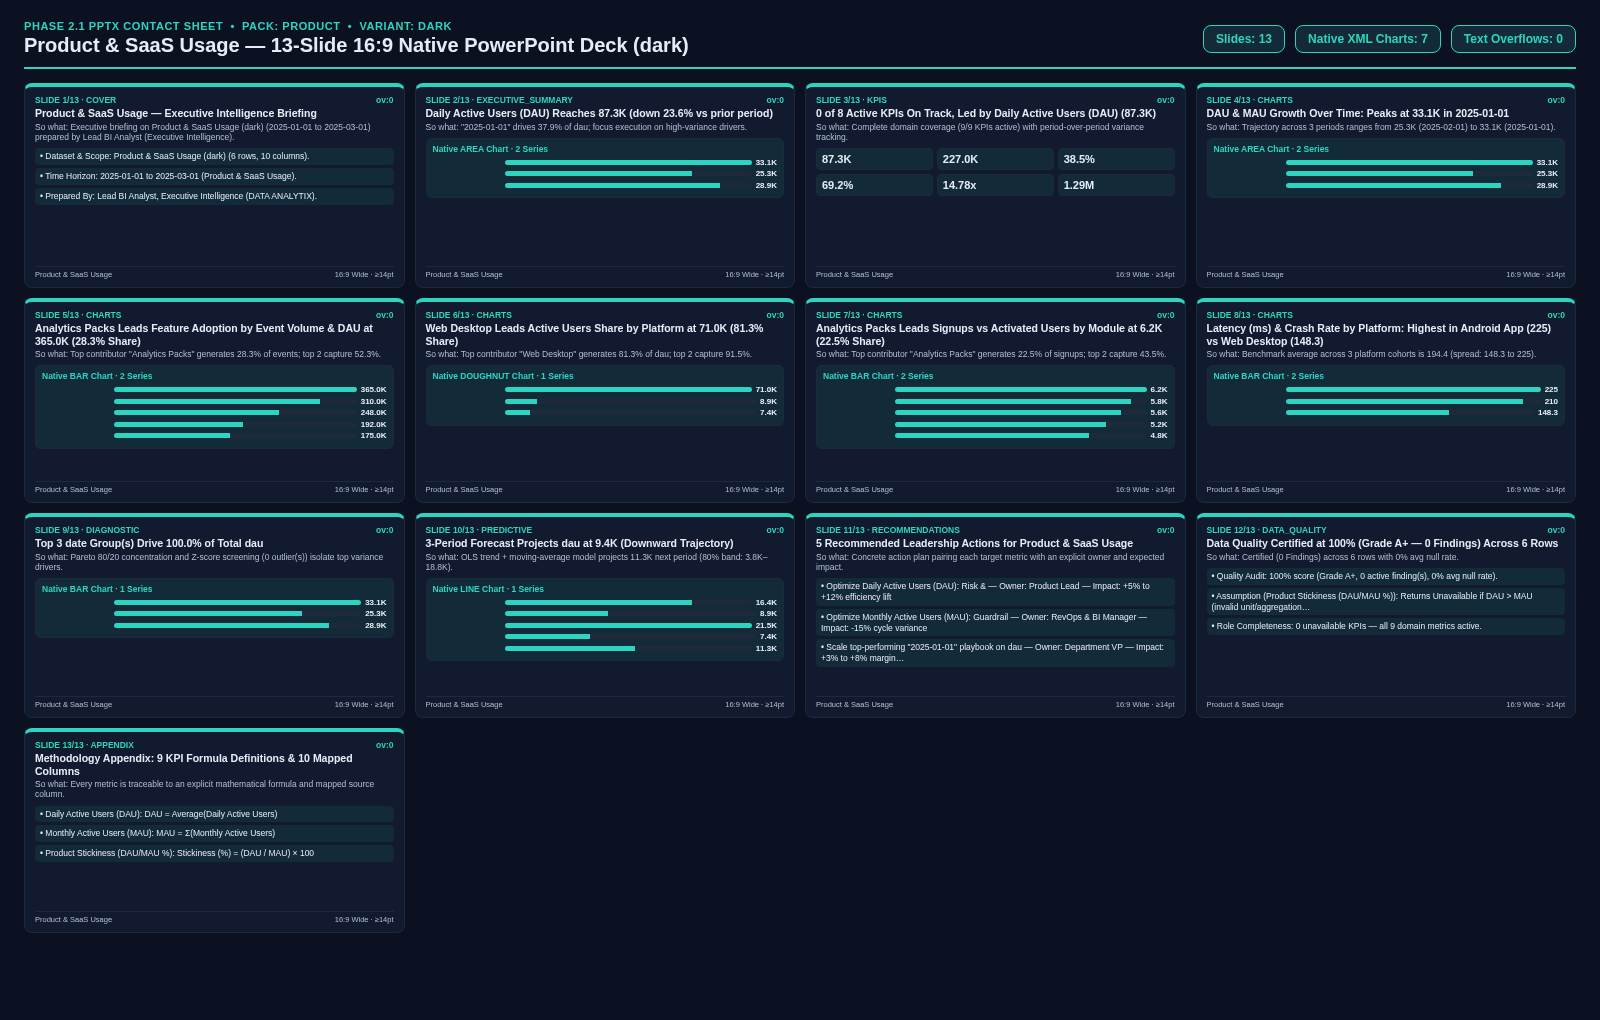 PHASE 2.1 PPTX CONTACT SHEET • PACK: PRODUCT • VARIANT: DARK
Product & SaaS Usage — 13-Slide 16:9 Native PowerPoint Deck (dark)
Slides: 13
Native XML Charts: 7
Text Overflows: 0
SLIDE 1/13 · COVER
ov:0
Product & SaaS Usage — Executive Intelligence Briefing
So what: Executive briefing on Product & SaaS Usage (dark) (2025-01-01 to 2025-03-01)
prepared by Lead BI Analyst (Executive Intelligence).
• Dataset & Scope: Product & SaaS Usage (dark) (6 rows, 10 columns).
• Time Horizon: 2025-01-01 to 2025-03-01 (Product & SaaS Usage).
• Prepared By: Lead BI Analyst, Executive Intelligence (DATA ANALYTIX).
Product & SaaS Usage
16:9 Wide · ≥14pt
SLIDE 2/13 · EXECUTIVE_SUMMARY
ov:0
Daily Active Users (DAU) Reaches 87.3K (down 23.6% vs prior period)
So what: "2025-01-01" drives 37.9% of dau; focus execution on high-variance drivers.
Native AREA Chart · 2 Series
33.1K
25.3K
28.9K
Product & SaaS Usage
16:9 Wide · ≥14pt
SLIDE 3/13 · KPIS
ov:0
0 of 8 Active KPIs On Track, Led by Daily Active Users (DAU) (87.3K)
So what: Complete domain coverage (9/9 KPIs active) with period-over-period variance
tracking.
87.3K
227.0K
38.5%
69.2%
14.78x
1.29M
Product & SaaS Usage
16:9 Wide · ≥14pt
SLIDE 4/13 · CHARTS
ov:0
DAU & MAU Growth Over Time: Peaks at 33.1K in 2025-01-01
So what: Trajectory across 3 periods ranges from 25.3K (2025-02-01) to 33.1K (2025-01-01).
Native AREA Chart · 2 Series
33.1K
25.3K
28.9K
Product & SaaS Usage
16:9 Wide · ≥14pt
SLIDE 5/13 · CHARTS
ov:0
Analytics Packs Leads Feature Adoption by Event Volume & DAU at
365.0K (28.3% Share)
So what: Top contributor "Analytics Packs" generates 28.3% of events; top 2 capture 52.3%.
Native BAR Chart · 2 Series
365.0K
310.0K
248.0K
192.0K
175.0K
Product & SaaS Usage
16:9 Wide · ≥14pt
SLIDE 6/13 · CHARTS
ov:0
Web Desktop Leads Active Users Share by Platform at 71.0K (81.3%
Share)
So what: Top contributor "Web Desktop" generates 81.3% of dau; top 2 capture 91.5%.
Native DOUGHNUT Chart · 1 Series
71.0K
8.9K
7.4K
Product & SaaS Usage
16:9 Wide · ≥14pt
SLIDE 7/13 · CHARTS
ov:0
Analytics Packs Leads Signups vs Activated Users by Module at 6.2K
(22.5% Share)
So what: Top contributor "Analytics Packs" generates 22.5% of signups; top 2 capture 43.5%.
Native BAR Chart · 2 Series
6.2K
5.8K
5.6K
5.2K
4.8K
Product & SaaS Usage
16:9 Wide · ≥14pt
SLIDE 8/13 · CHARTS
ov:0
Latency (ms) & Crash Rate by Platform: Highest in Android App (225)
vs Web Desktop (148.3)
So what: Benchmark average across 3 platform cohorts is 194.4 (spread: 148.3 to 225).
Native BAR Chart · 2 Series
225
210
148.3
Product & SaaS Usage
16:9 Wide · ≥14pt
SLIDE 9/13 · DIAGNOSTIC
ov:0
Top 3 date Group(s) Drive 100.0% of Total dau
So what: Pareto 80/20 concentration and Z-score screening (0 outlier(s)) isolate top variance
drivers.
Native BAR Chart · 1 Series
33.1K
25.3K
28.9K
Product & SaaS Usage
16:9 Wide · ≥14pt
SLIDE 10/13 · PREDICTIVE
ov:0
3-Period Forecast Projects dau at 9.4K (Downward Trajectory)
So what: OLS trend + moving-average model projects 11.3K next period (80% band: 3.8K–
18.8K).
Native LINE Chart · 1 Series
16.4K
8.9K
21.5K
7.4K
11.3K
Product & SaaS Usage
16:9 Wide · ≥14pt
SLIDE 11/13 · RECOMMENDATIONS
ov:0
5 Recommended Leadership Actions for Product & SaaS Usage
So what: Concrete action plan pairing each target metric with an explicit owner and expected
impact.
• Optimize Daily Active Users (DAU): Risk & — Owner: Product Lead — Impact: +5% to
+12% efficiency lift
• Optimize Monthly Active Users (MAU): Guardrail — Owner: RevOps & BI Manager —
Impact: -15% cycle variance
• Scale top-performing "2025-01-01" playbook on dau — Owner: Department VP — Impact:
+3% to +8% margin…
Product & SaaS Usage
16:9 Wide · ≥14pt
SLIDE 12/13 · DATA_QUALITY
ov:0
Data Quality Certified at 100% (Grade A+ — 0 Findings) Across 6 Rows
So what: Certified (0 Findings) across 6 rows with 0% avg null rate.
• Quality Audit: 100% score (Grade A+, 0 active finding(s), 0% avg null rate).
• Assumption (Product Stickiness (DAU/MAU %)): Returns Unavailable if DAU > MAU
(invalid unit/aggregation…
• Role Completeness: 0 unavailable KPIs — all 9 domain metrics active.
Product & SaaS Usage
16:9 Wide · ≥14pt
SLIDE 13/13 · APPENDIX
ov:0
Methodology Appendix: 9 KPI Formula Definitions & 10 Mapped
Columns
So what: Every metric is traceable to an explicit mathematical formula and mapped source
column.
• Daily Active Users (DAU): DAU = Average(Daily Active Users)
• Monthly Active Users (MAU): MAU = Σ(Monthly Active Users)
• Product Stickiness (DAU/MAU %): Stickiness (%) = (DAU / MAU) × 100
Product & SaaS Usage
16:9 Wide · ≥14pt